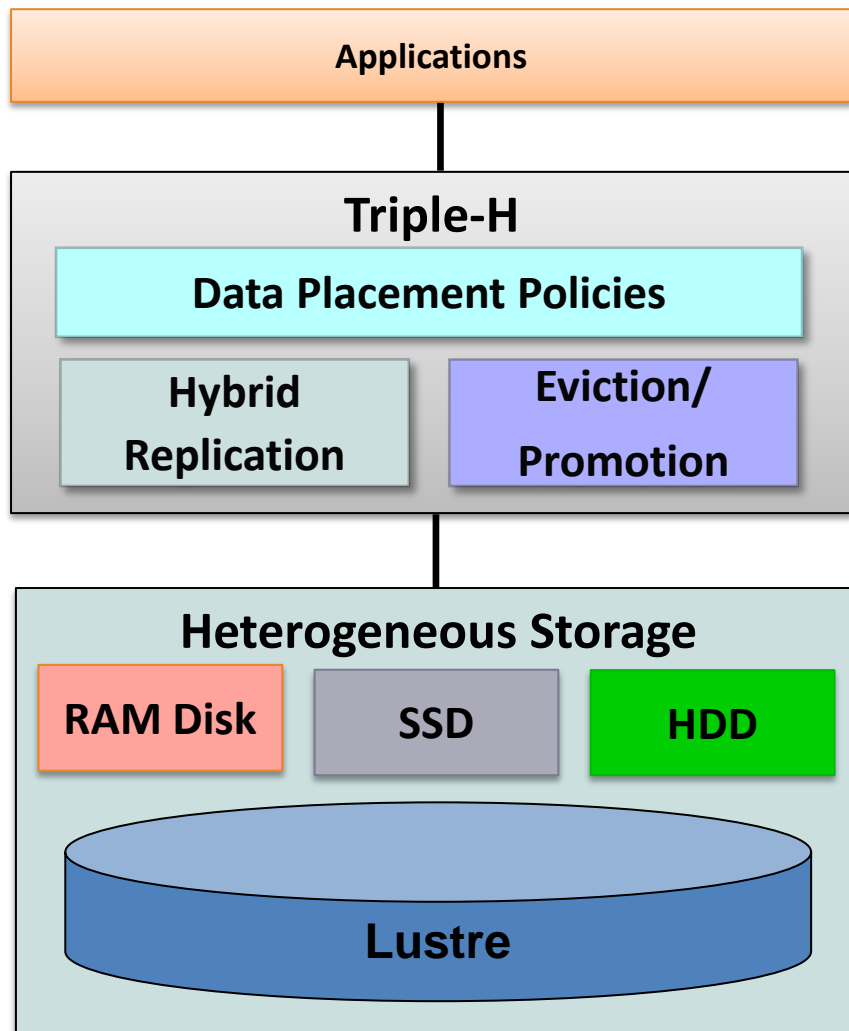 Applications
Triple-H
Data Placement Policies
Hybrid
Replication
Eviction/
Promotion
Heterogeneous Storage
RAM Disk
SSD
HDD
Lustre